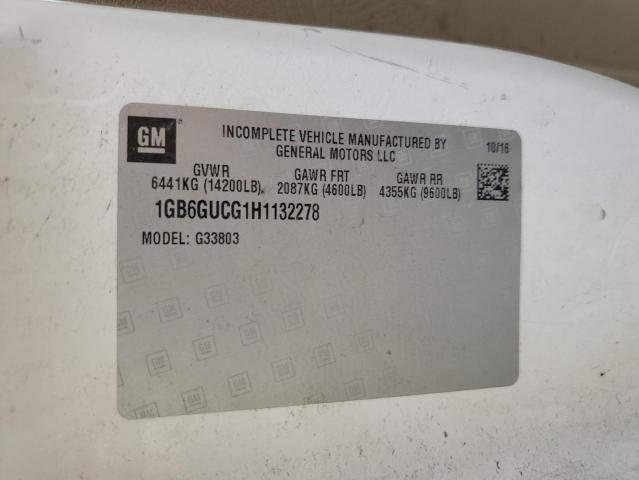 GM
INCOMPLETE VEHICLE MANUFACTURED BY
GENERAL MOTORS LLC
10/16
GVWR GAWR FRT GAWR RR
6441KG (14200LB) 2087KG (4600LB) 4355KG (9600LB)
1GB6GUCG1H1132278
MODEL: G33803